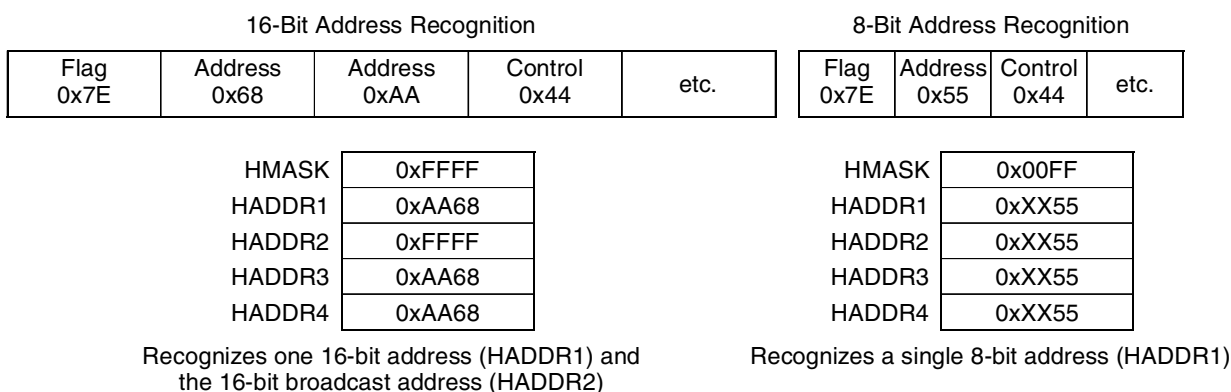 16-Bit Address Recognition
Flag Address Address Control etc.
0x7E 0x68 0xAA 0x44
HMASK 0xFFFF
HADDR1 0xAA68
HADDR2 0xFFFF
HADDR3 0xAA68
HADDR4 0xAA68
Recognizes one 16-bit address (HADDR1) and
the 16-bit broadcast address (HADDR2)
8-Bit Address Recognition
Flag Address Control etc.
0x7E 0x55 0x44
HMASK 0x00FF
HADDR1 0xXX55
HADDR2 0xXX55
HADDR3 0xXX55
HADDR4 0xXX55
Recognizes a single 8-bit address (HADDR1)